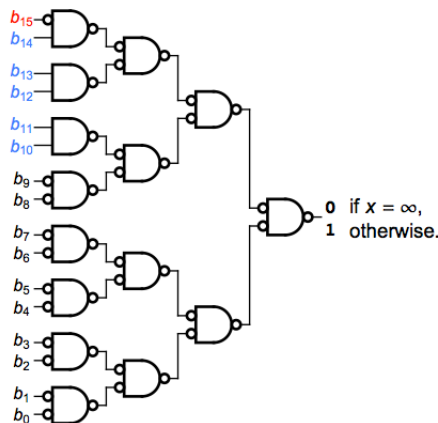 b15
b14
b13
b12
b11
b10
b9
b8
0 if x = ∞,
1 otherwise.
b7
b6
b5
b4
b3
b2
b1
b0